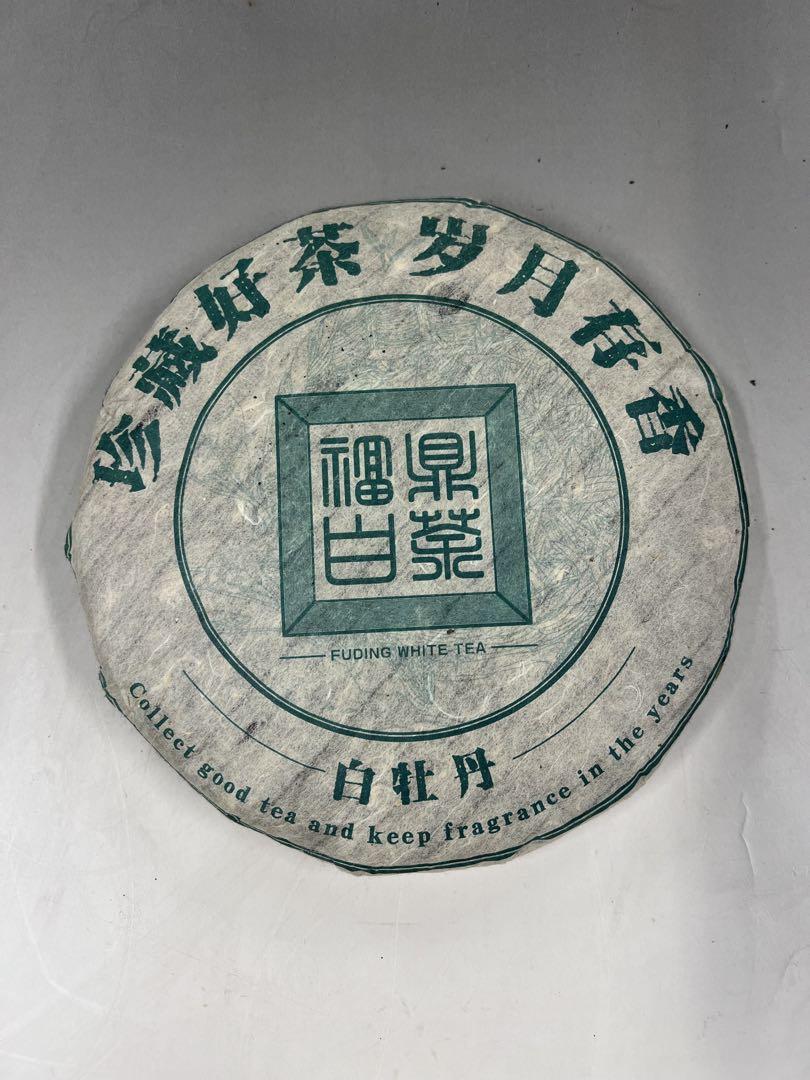 珍藏好茶 岁月存香
福鼎
白茶
FUDING WHITE TEA
白牡丹
Collect good tea and keep fragrance in the years